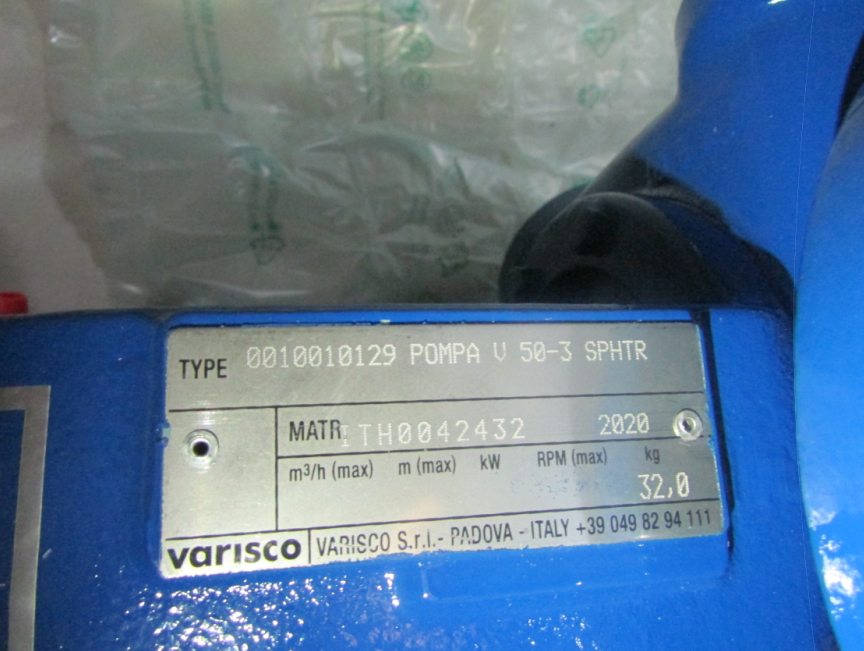 TYPE 0010010129 POMPA V 50-3 SPHTR
MATR. ITH0042432 2020
m³/h (max) m (max) kW RPM (max) kg
32,0
varisco VARISCO S.r.l.- PADOVA - ITALY +39 049 82 94 111